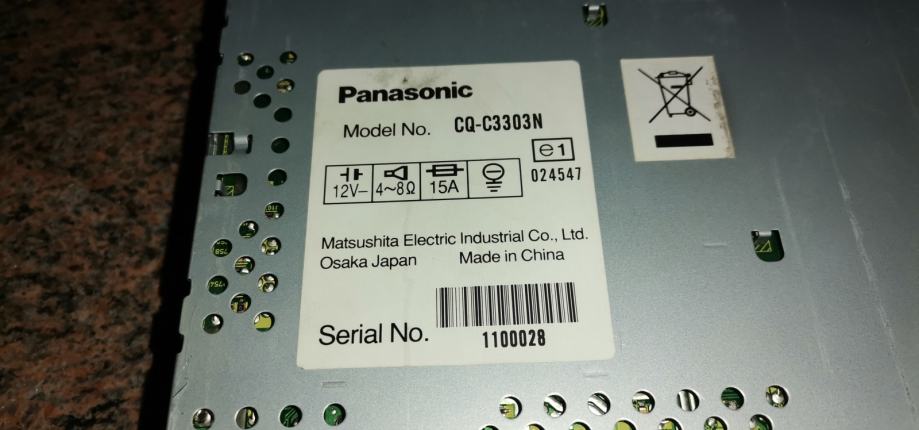 Panasonic
Model No. CQ-C3303N
e1
12V⎓ 4~8Ω 15A
024547
Matsushita Electric Industrial Co., Ltd.
Osaka Japan Made in China
Serial No. 1100028